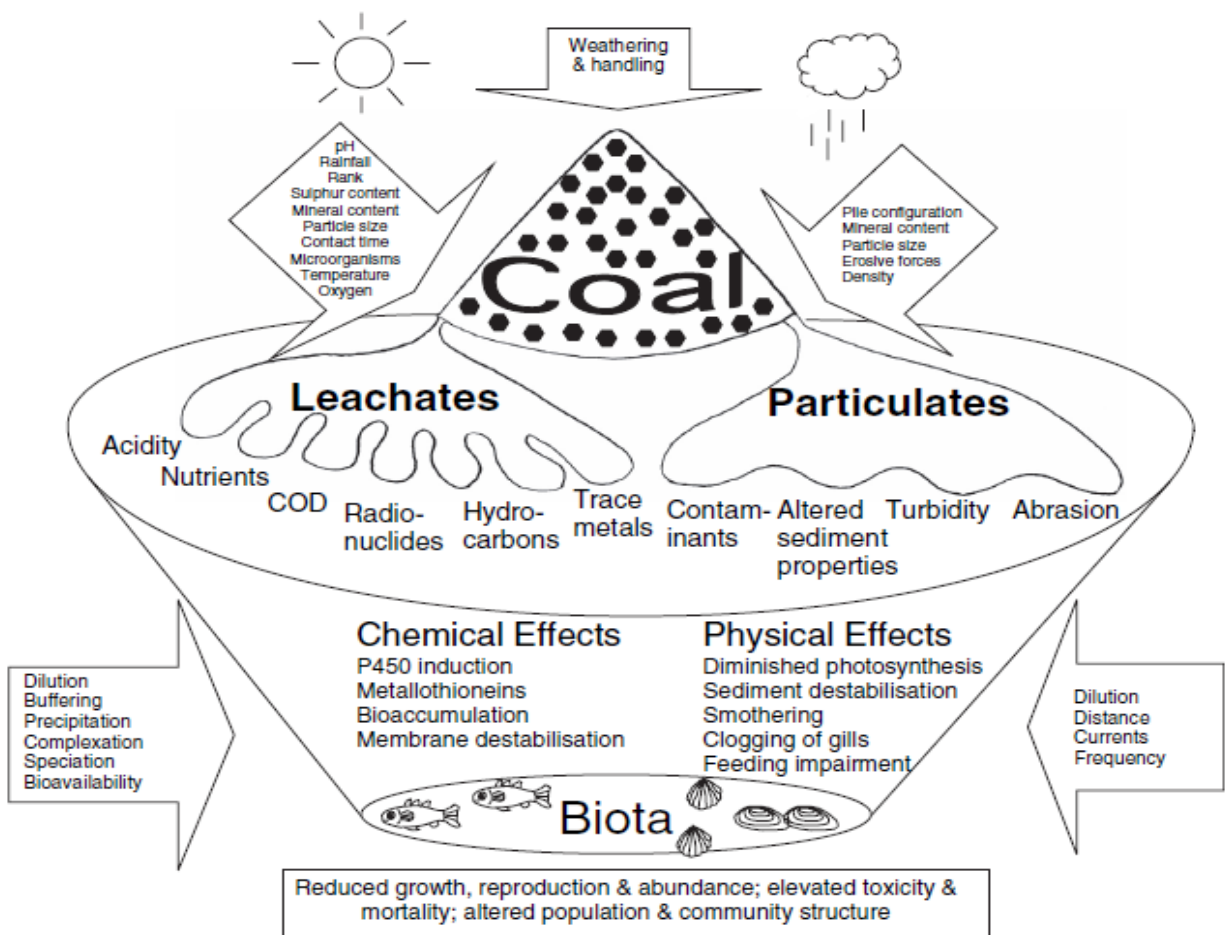 Weathering
& handling
pH
Rainfall
Rank
Sulphur content
Mineral content
Particle size
Contact time
Microorganisms
Temperature
Oxygen
Pile configuration
Mineral content
Particle size
Erosive forces
Density
Coal
Leachates
Particulates
Acidity
Nutrients
COD
Radio-
nuclides
Hydro-
carbons
Trace
metals
Contam-
inants
Altered
sediment
properties
Turbidity
Abrasion
Chemical Effects
P450 induction
Metallothioneins
Bioaccumulation
Membrane destabilisation
Physical Effects
Diminished photosynthesis
Sediment destabilisation
Smothering
Clogging of gills
Feeding impairment
Dilution
Buffering
Precipitation
Complexation
Speciation
Bioavailability
Dilution
Distance
Currents
Frequency
Biota
Reduced growth, reproduction & abundance; elevated toxicity &
mortality; altered population & community structure